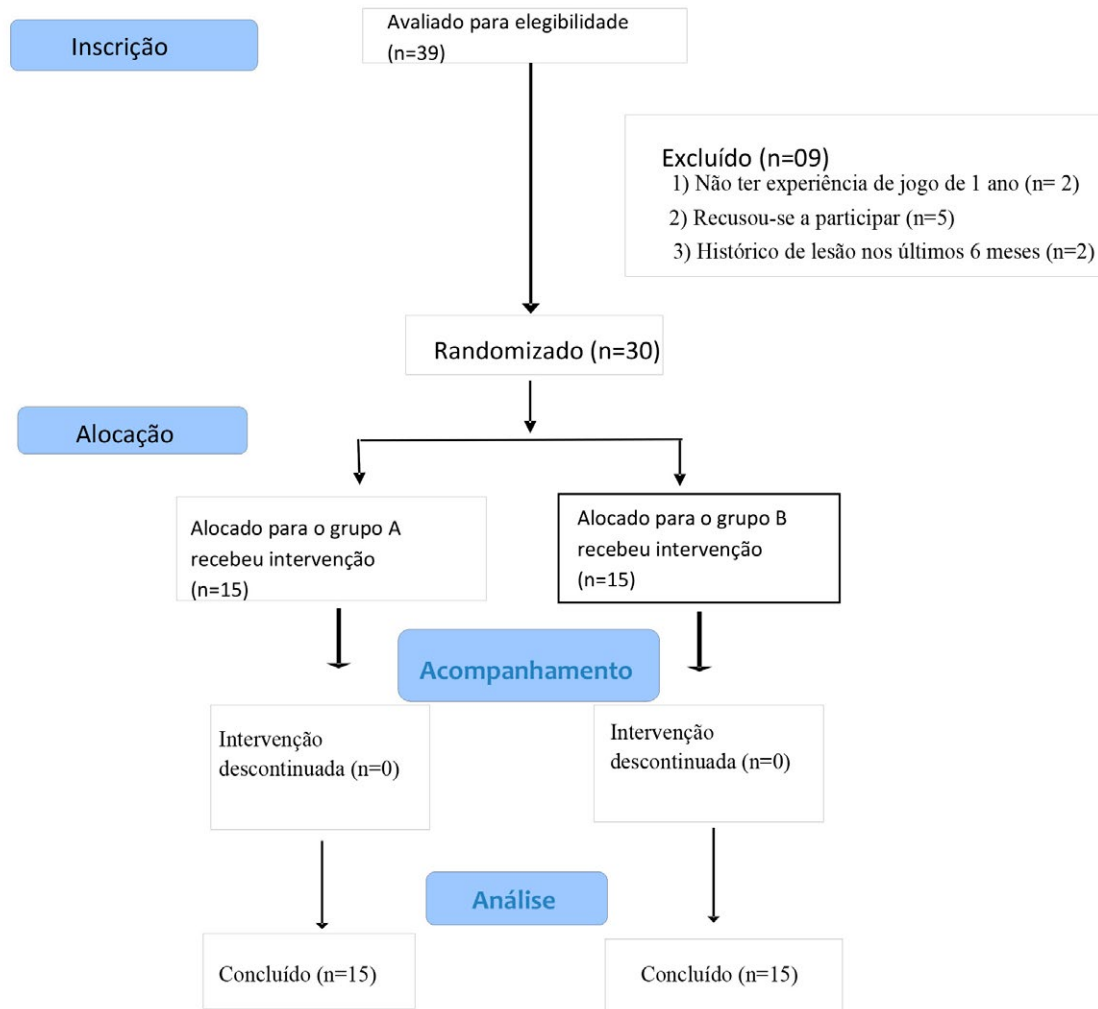 Inscrição
Avaliado para elegibilidade
(n=39)
Excluído (n=09)
1) Não ter experiência de jogo de 1 ano (n= 2)
2) Recusou-se a participar (n=5)
3) Histórico de lesão nos últimos 6 meses (n=2)
Randomizado (n=30)
Alocação
Alocado para o grupo A
recebeu intervenção
(n=15)
Alocado para o grupo B
recebeu intervenção
(n=15)
Acompanhamento
Intervenção
descontinuada (n=0)
Intervenção
descontinuada (n=0)
Análise
Concluído (n=15)
Concluído (n=15)